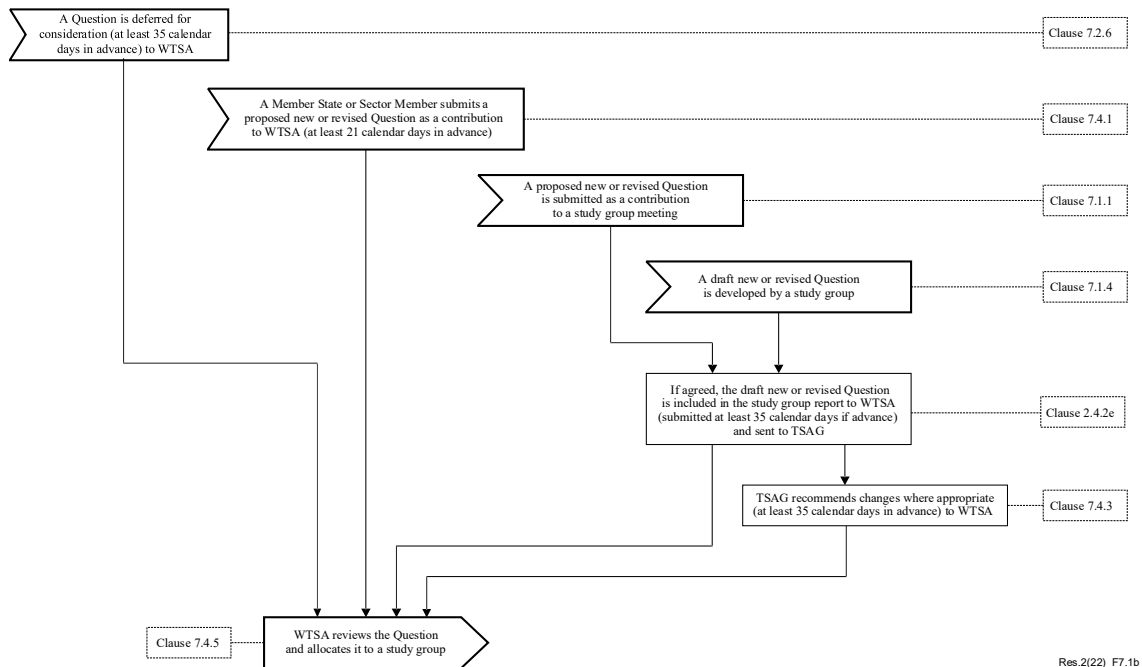 A Question is deferred for
consideration (at least 35 calendar
days in advance) to WTSA
Clause 7.2.6
A Member State or Sector Member submits a
proposed new or revised Question as a contribution
to WTSA (at least 21 calendar days in advance)
Clause 7.4.1
A proposed new or revised Question
is submitted as a contribution
to a study group meeting
Clause 7.1.1
A draft new or revised Question
is developed by a study group
Clause 7.1.4
If agreed, the draft new or revised Question
is included in the study group report to WTSA
(submitted at least 35 calendar days if advance)
and sent to TSAG
Clause 2.4.2e
TSAG recommends changes where appropriate
(at least 35 calendar days in advance) to WTSA
Clause 7.4.3
Clause 7.4.5
WTSA reviews the Question
and allocates it to a study group
Res.2(22)_F7.1b